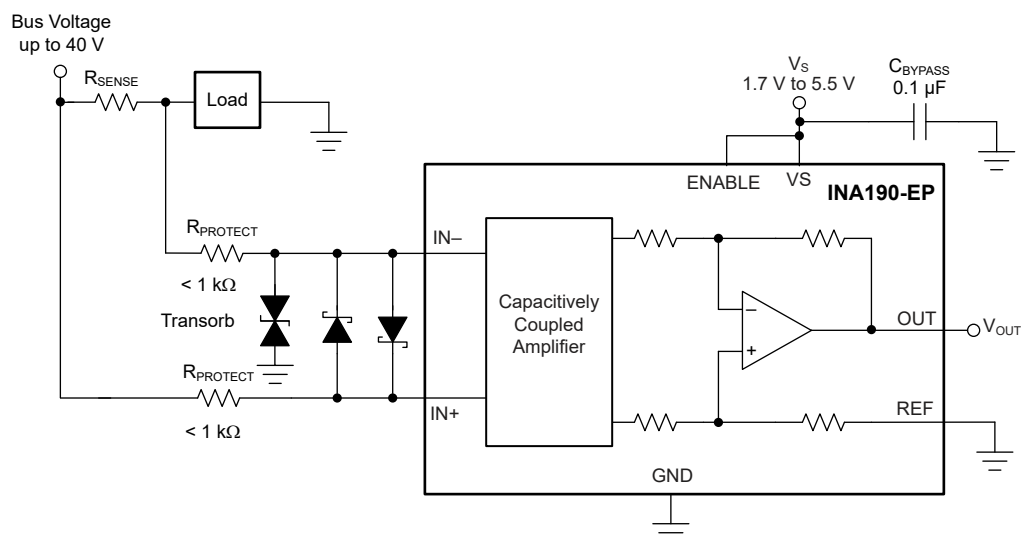 Bus Voltage
up to 40 V
RSENSE
Load
VS
1.7 V to 5.5 V
CBYPASS
0.1 µF
ENABLE
VS
INA190-EP
RPROTECT
< 1 kΩ
IN–
Transorb
Capacitively
Coupled
Amplifier
–
+
OUT
VOUT
RPROTECT
< 1 kΩ
IN+
REF
GND